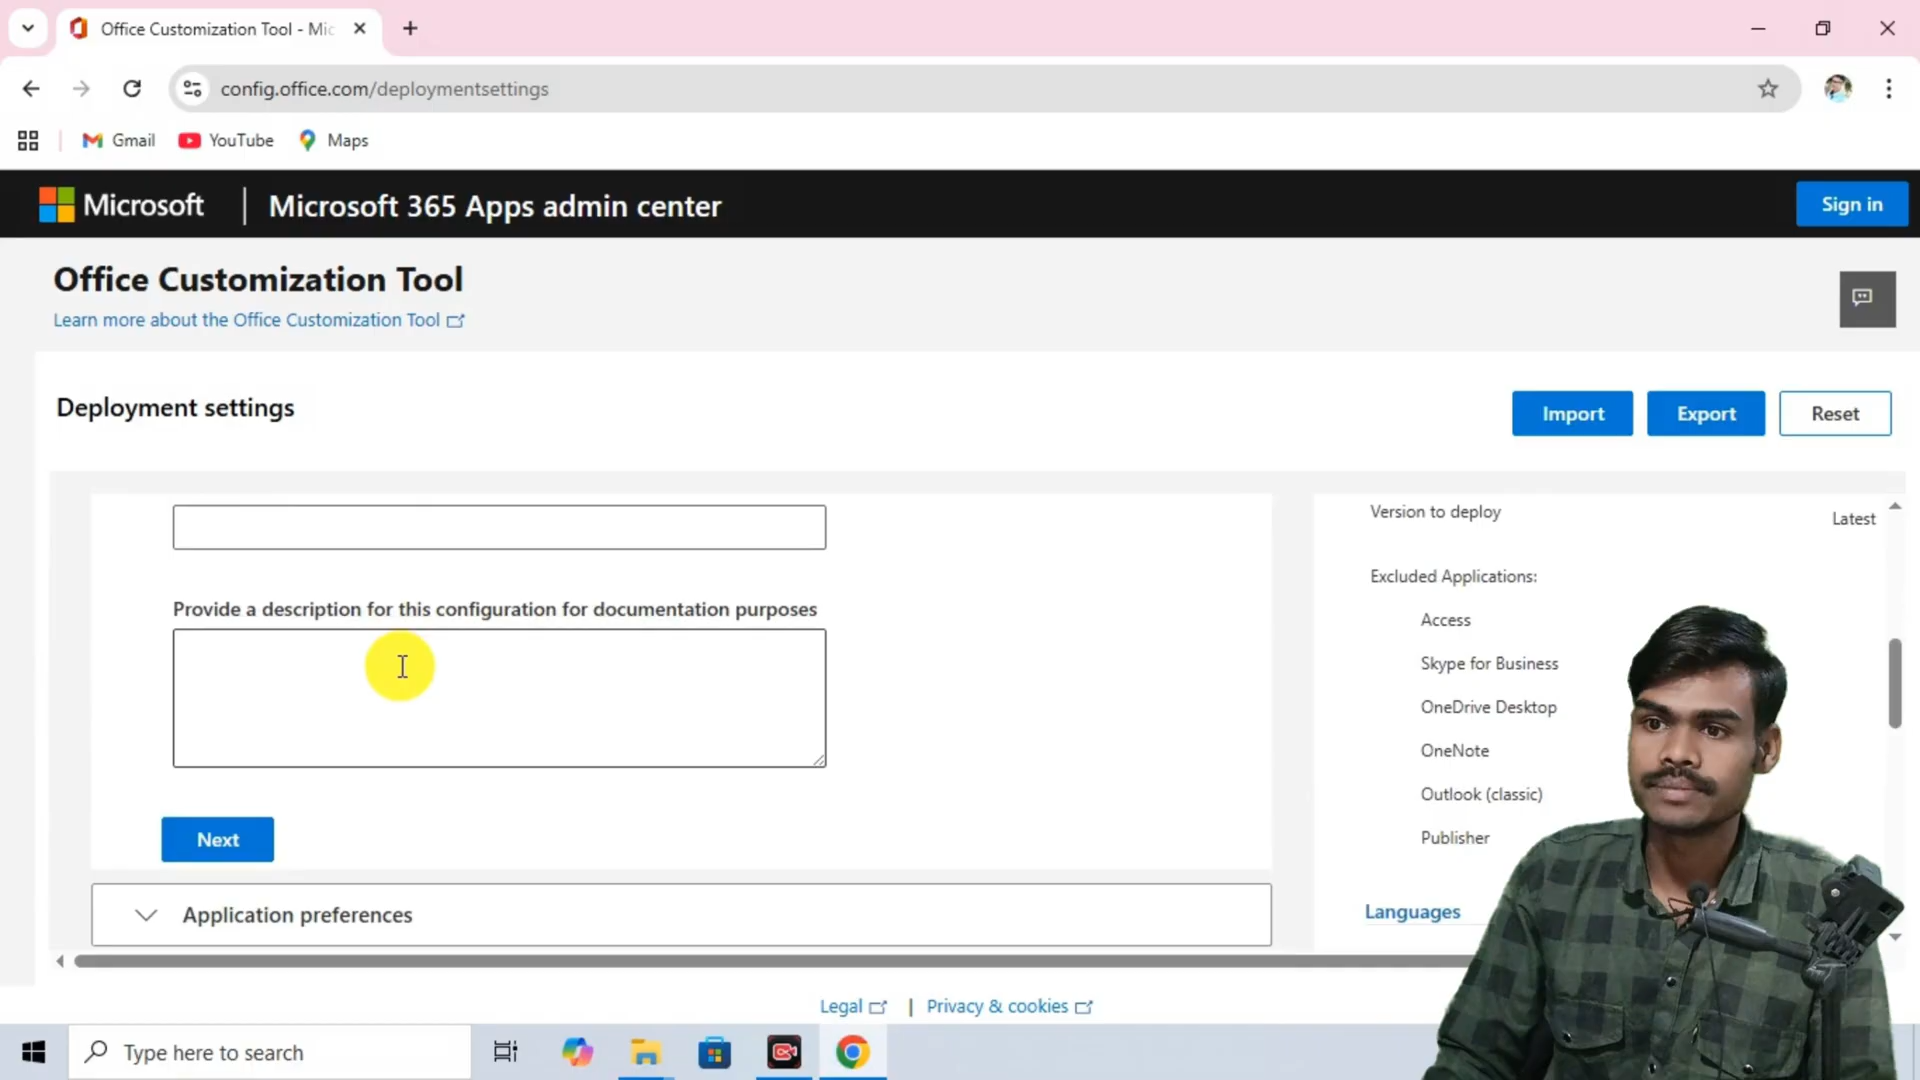 Office Customization Tool - Mic
config.office.com/deploymentsettings
Gmail
YouTube
Maps
Microsoft
Microsoft 365 Apps admin center
Sign in
Office Customization Tool
Learn more about the Office Customization Tool
Deployment settings
Import
Export
Reset
Version to deploy
Latest
Excluded Applications:
Provide a description for this configuration for documentation purposes
Access
Skype for Business
OneDrive Desktop
OneNote
Outlook (classic)
Publisher
Next
Languages
Application preferences
Legal
|
Privacy & cookies
Type here to search